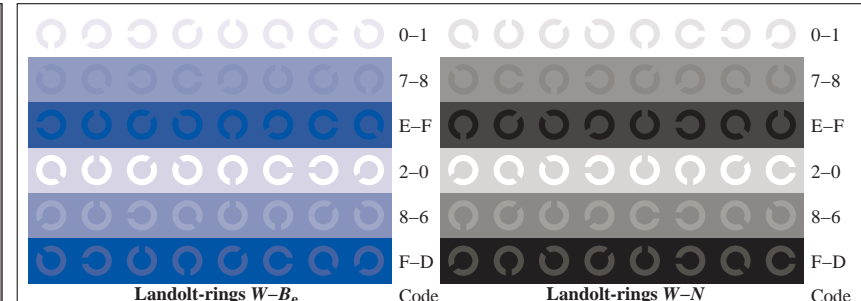 0–1 0–1
7–8 7–8
E–F E–F
2–0 2–0
8–6 8–6
F–D F–D
Landolt-rings W–Bₑ Code Landolt-rings W–N Code